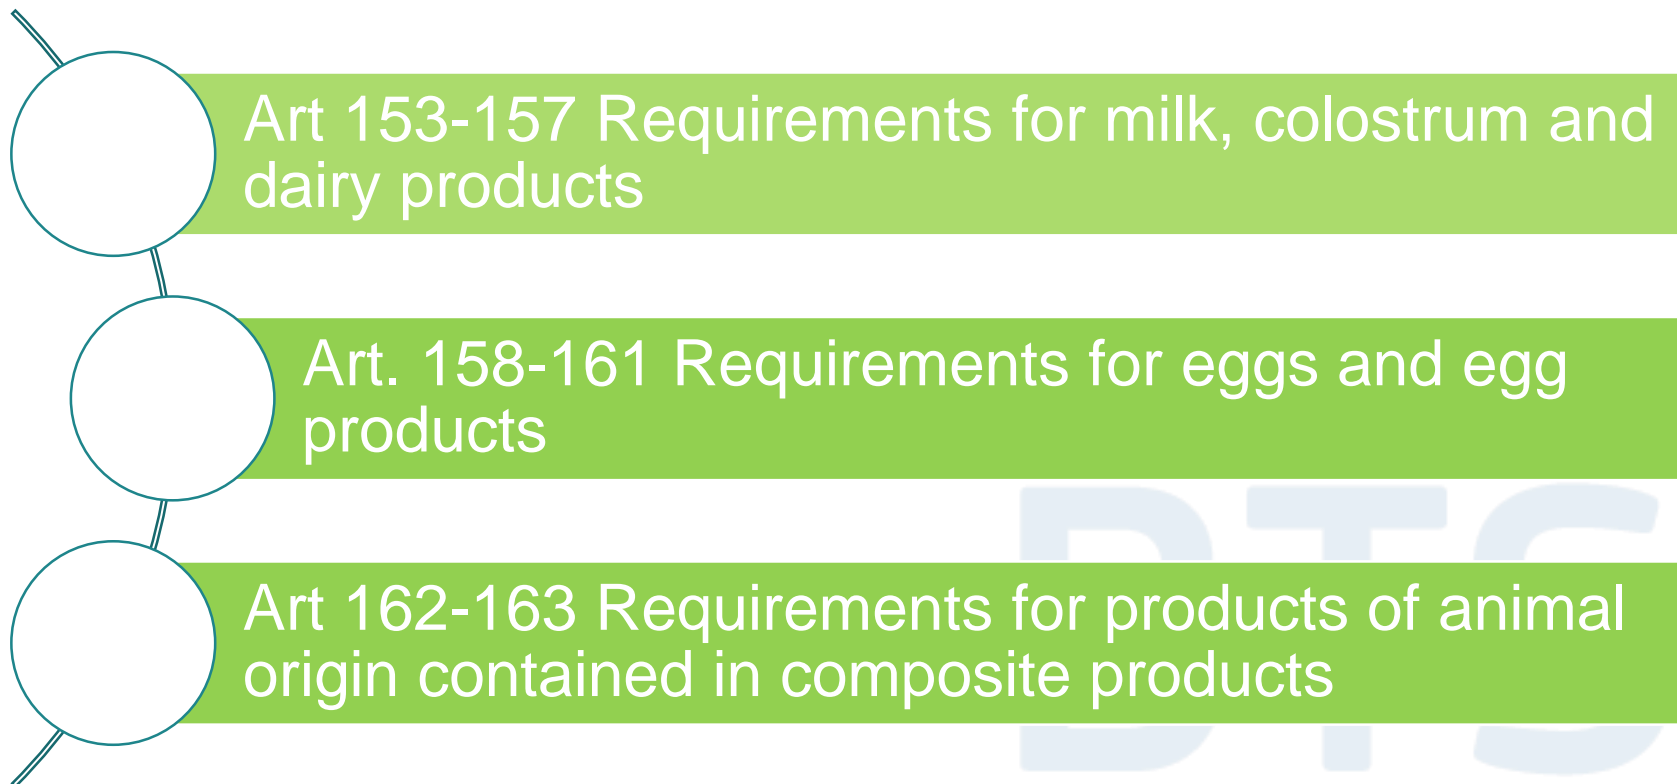 Art 153-157 Requirements for milk, colostrum and
dairy products
Art. 158-161 Requirements for eggs and egg
products
Art 162-163 Requirements for products of animal
origin contained in composite products